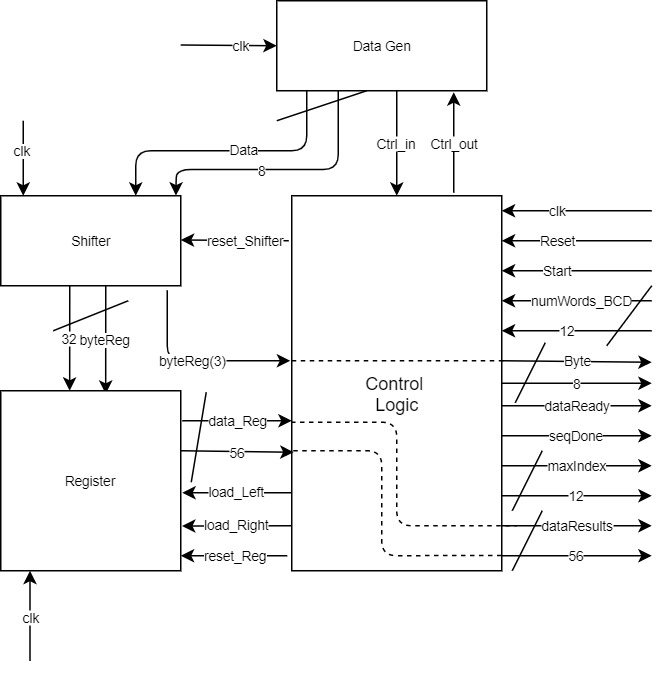 clk
Data Gen
clk
Ctrl_in
Ctrl_out
Data
8
clk
Shifter
reset_Shifter
Reset
Start
numWords_BCD
12
32
byteReg
byteReg(3)
Byte
8
Control
Logic
dataReady
data_Reg
seqDone
56
maxIndex
Register
load_Left
12
load_Right
dataResults
reset_Reg
56
clk